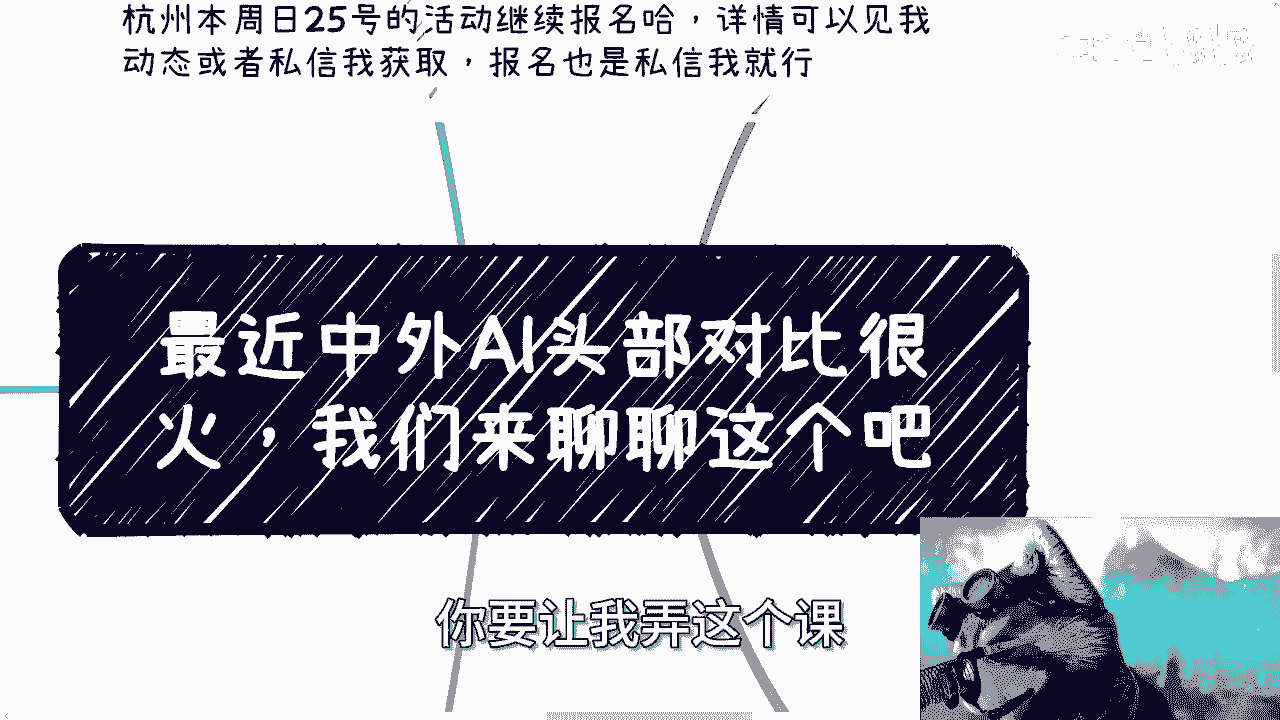 杭州本周日25号的活动继续报名哈，详情可以见我
动态或者私信我获取，报名也是私信我就行
最近中外AI头部对比很
火，我们来聊聊这个吧
你要让我弄这个课